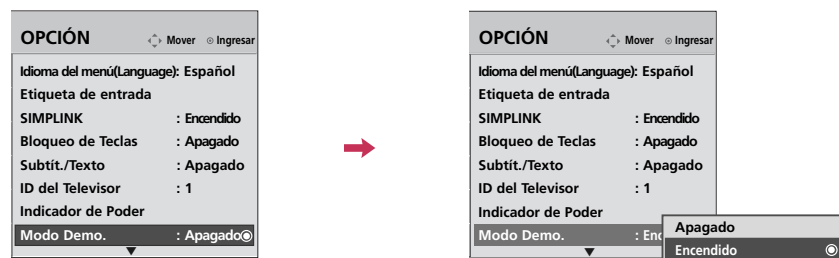 OPCIÓN Mover Ingresar
Idioma del menú(Language): Español
Etiqueta de entrada
SIMPLINK : Encendido
Bloqueo de Teclas : Apagado
Subtít./Texto : Apagado
ID del Televisor : 1
Indicador de Poder
Modo Demo. : Apagado
OPCIÓN Mover Ingresar
Idioma del menú(Language): Español
Etiqueta de entrada
SIMPLINK : Encendido
Bloqueo de Teclas : Apagado
Subtít./Texto : Apagado
ID del Televisor : 1
Indicador de Poder
Modo Demo. :
Apagado
Encendido